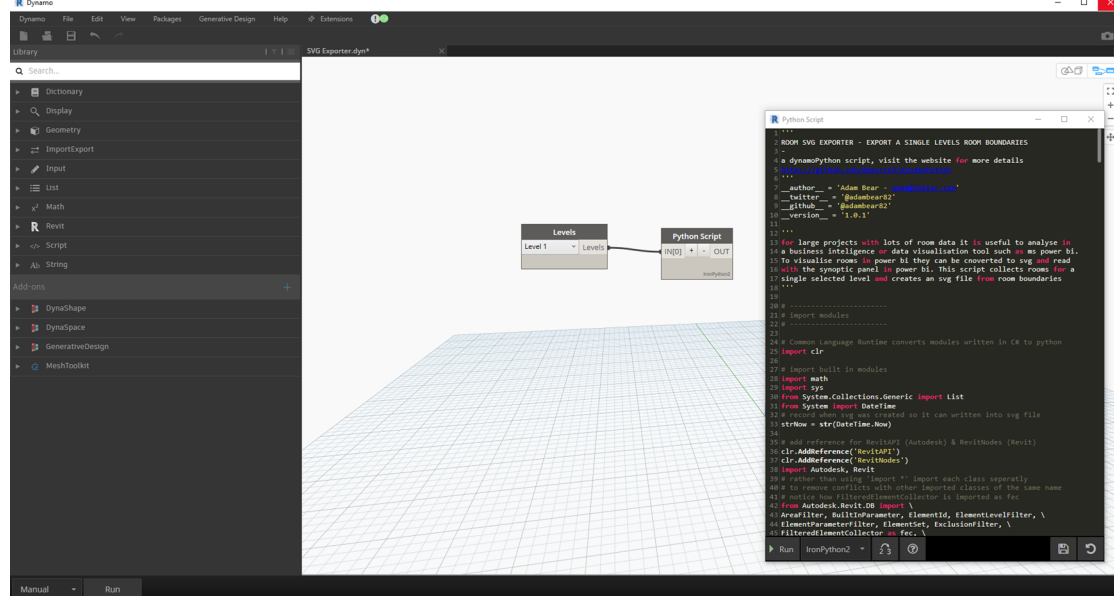 Dynamo
Dynamo File Edit View Packages Generative Design Help Extensions
Library
SVG Exporter.dyn*
Search...
Dictionary
Display
Geometry
ImportExport
Input
List
Math
Revit
Script
String
Add-ons
DynaShape
DynaSpace
GenerativeDesign
MeshToolkit
Levels
Level 1
Levels
Python Script
IN[0] + - OUT
IronPython2
Python Script
1 '''
2 ROOM SVG EXPORTER - EXPORT A SINGLE LEVELS ROOM BOUNDARIES
3 -
4 a dynamoPython script, visit the website for more details
5
6 '''
7 __author__ = 'Adam Bear - '
8 __twitter__ = '@adambear82'
9 __github__ = '@adambear82'
10 __version__ = '1.0.1'
11
12 '''
13 for large projects with lots of room data it is useful to analyse in
14 a business inteligence or data visualisation tool such as ms power bi.
15 To visualise rooms in power bi they can be cnoverted to svg and read
16 with the synoptic panel in power bi. This script collects rooms for a
17 single selected level and creates an svg file from room boundaries
18 '''
19
20 # -----------------------
21 # import modules
22 # -----------------------
23
24 # Common Language Runtime converts modules written in C# to python
25 import clr
26
27 # import built in modules
28 import math
29 import sys
30 from System.Collections.Generic import List
31 from System import DateTime
32 # record when svg was created so it can written into svg file
33 strNow = str(DateTime.Now)
34
35 # add reference for RevitAPI (Autodesk) & RevitNodes (Revit)
36 clr.AddReference('RevitAPI')
37 clr.AddReference('RevitNodes')
38 import Autodesk, Revit
39 # rather than using 'import *' import each class seperatly
40 # to remove conflicts with other imported classes of the same name
41 # notice how FilteredElementCollector is imported as fec
42 from Autodesk.Revit.DB import \
43 AreaFilter, BuiltInParameter, ElementId, ElementLevelFilter, \
44 ElementParameterFilter, ElementSet, ExclusionFilter, \
45 FilteredElementCollector as fec, \
Run IronPython2
Manual Run